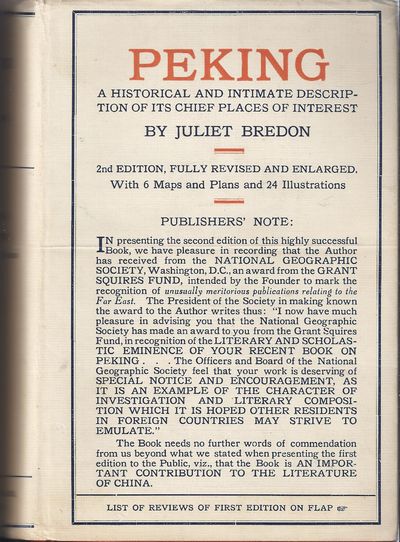 PEKING
A HISTORICAL AND INTIMATE DESCRIP-
TION OF ITS CHIEF PLACES OF INTEREST
BY JULIET BREDON
2nd EDITION, FULLY REVISED AND ENLARGED.
With 6 Maps and Plans and 24 Illustrations
PUBLISHERS' NOTE:
IN presenting the second edition of this highly successful
Book, we have pleasure in recording that the Author
has received from the NATIONAL GEOGRAPHIC
SOCIETY, Washington, D.C., an award from the GRANT
SQUIRES FUND, intended by the Founder to mark the
recognition of unusually meritorious publications relating to the
Far East. The President of the Society in making known
the award to the Author writes thus: "I now have much
pleasure in advising you that the National Geographic
Society has made an award to you from the Grant Squires
Fund, in recognition of the LITERARY AND SCHOLAS-
TIC EMINENCE OF YOUR RECENT BOOK ON
PEKING . . . The Officers and Board of the National
Geographic Society feel that your work is deserving of
SPECIAL NOTICE AND ENCOURAGEMENT, AS
IT IS AN EXAMPLE OF THE CHARACTER OF
INVESTIGATION AND LITERARY COMPOSI-
TION WHICH IT IS HOPED OTHER RESIDENTS
IN FOREIGN COUNTRIES MAY STRIVE TO
EMULATE."
The Book needs no further words of commendation
from us beyond what we stated when presenting the first
edition to the Public, viz., that the Book is AN IMPOR-
TANT CONTRIBUTION TO THE LITERATURE
OF CHINA.
LIST OF REVIEWS OF FIRST EDITION ON FLAP ☞